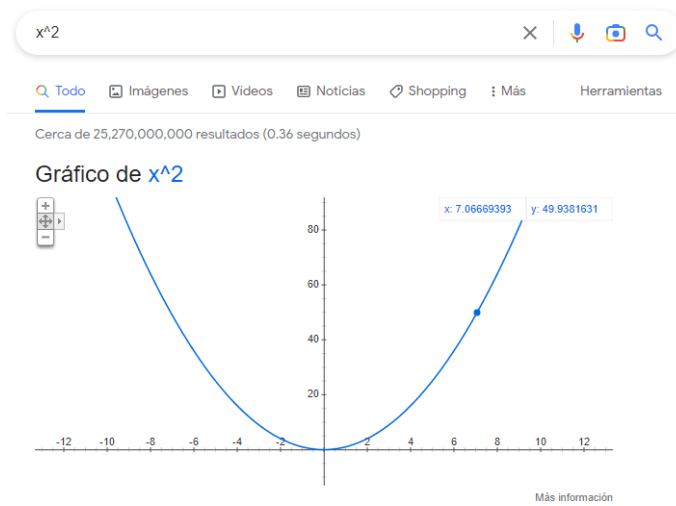 x^2
Todo Imágenes Vídeos Noticias Shopping Más Herramientas
Cerca de 25,270,000,000 resultados (0.36 segundos)
Gráfico de x^2
x: 7.06669393 y: 49.9381631
80
60
40
20
-12 -10 -8 -6 -4 -2 2 4 6 8 10 12
Más información